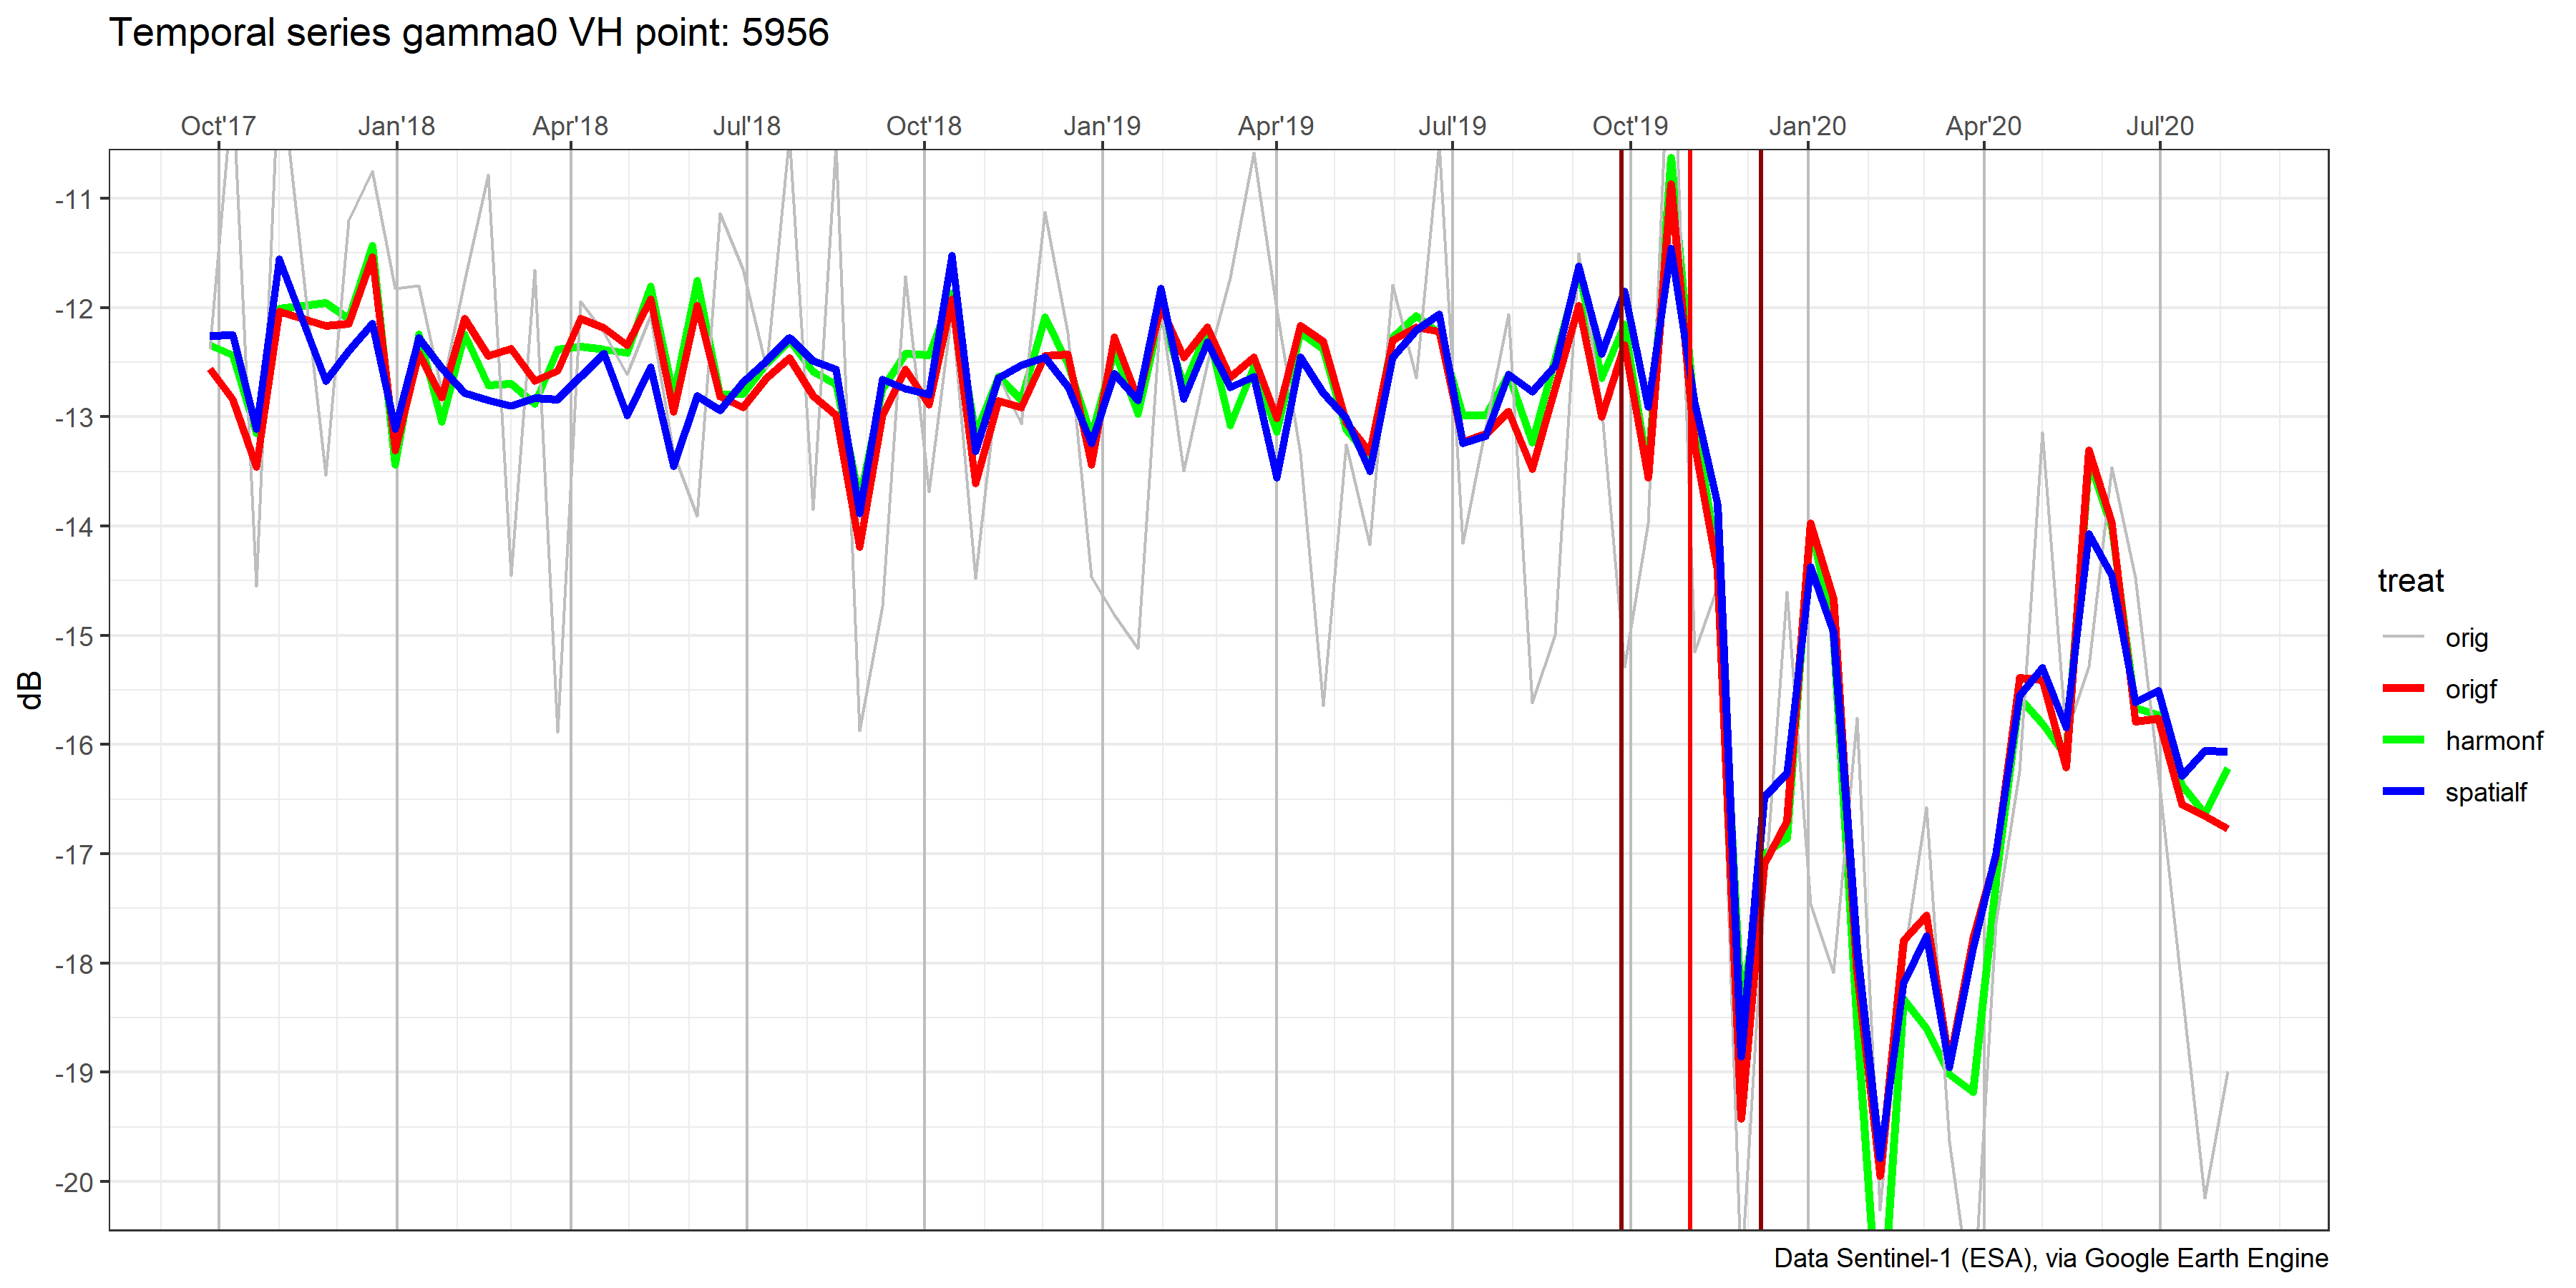 Temporal series gamma0 VH point: 5956
Oct'17 Jan'18 Apr'18 Jul'18 Oct'18 Jan'19 Apr'19 Jul'19 Oct'19 Jan'20 Apr'20 Jul'20
-11
-12
-13
-14
-15
-16
-17
-18
-19
-20
dB
treat
orig
origf
harmonf
spatialf
Data Sentinel-1 (ESA), via Google Earth Engine